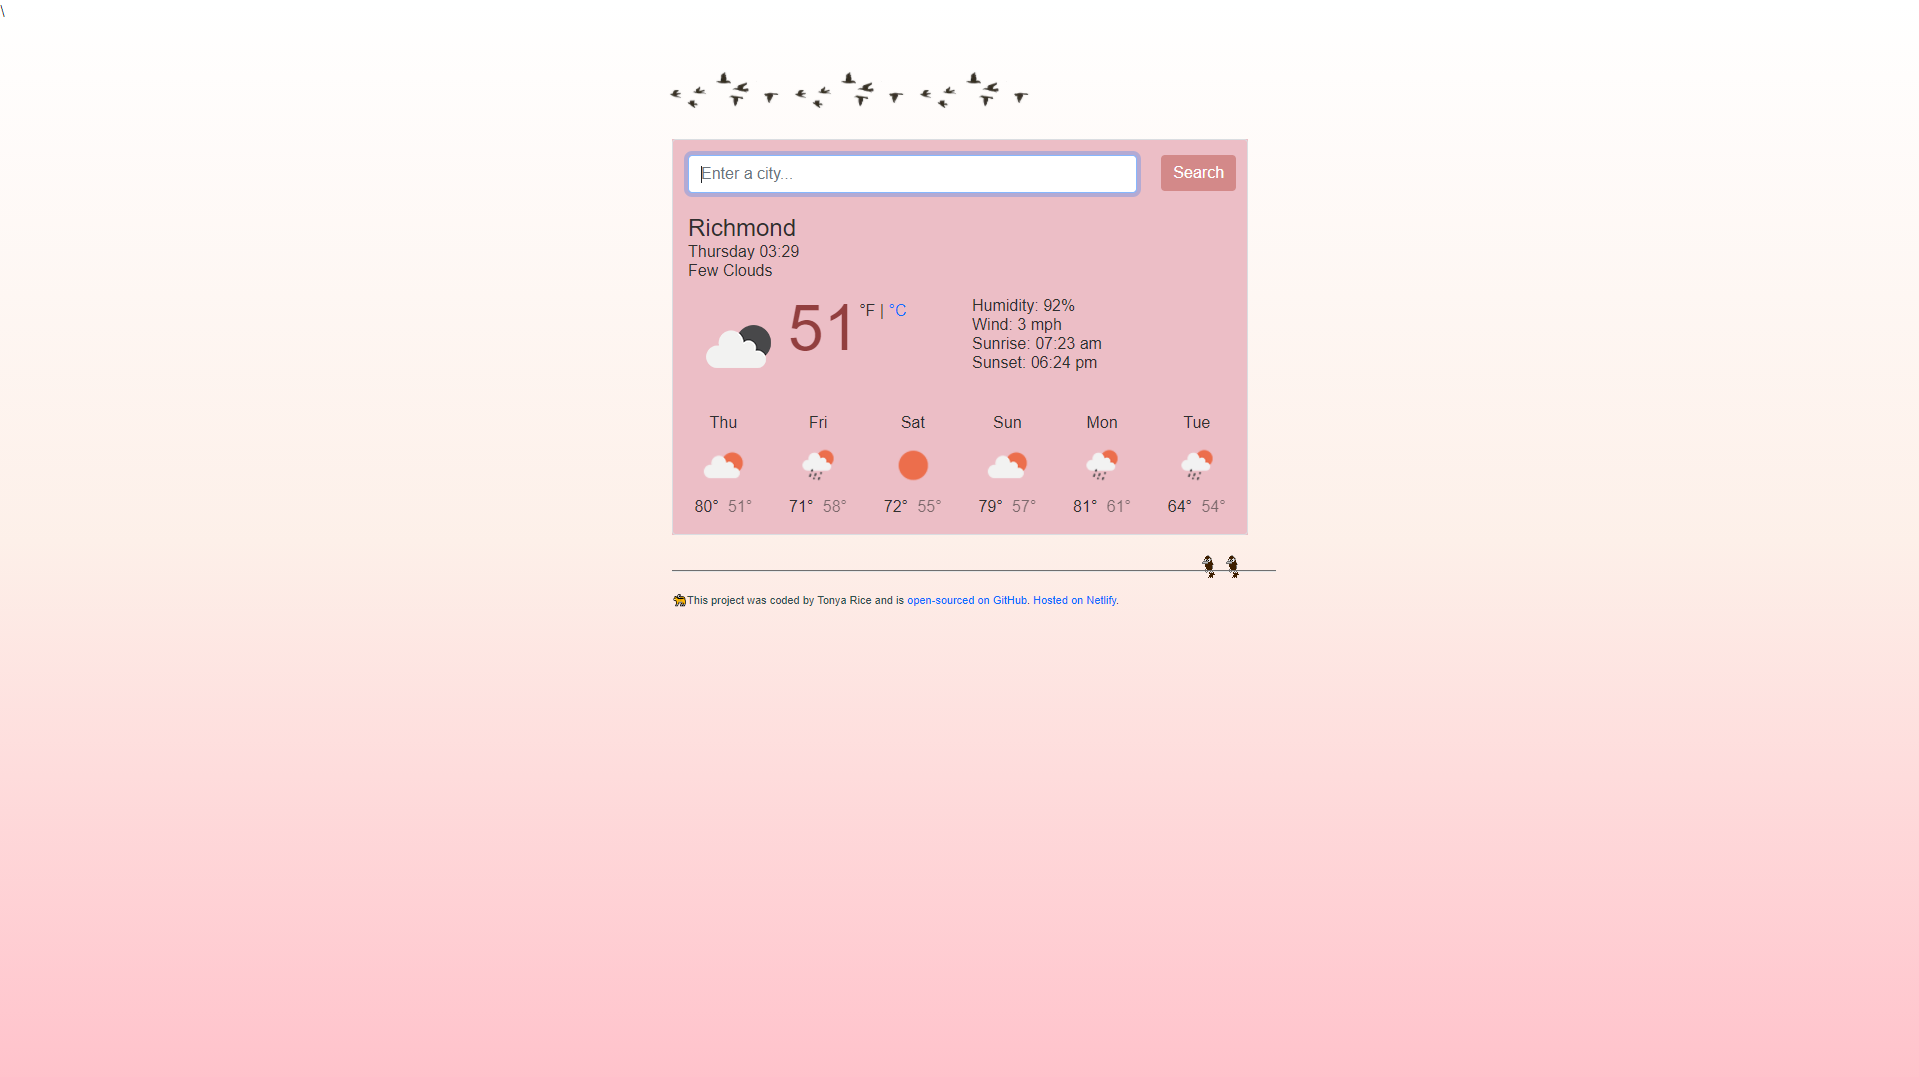 \
Enter a city...
Search
Richmond
Thursday 03:29
Few Clouds
51 °F | °C
Humidity: 92%
Wind: 3 mph
Sunrise: 07:23 am
Sunset: 06:24 pm
Thu Fri Sat Sun Mon Tue
80° 51° 71° 58° 72° 55° 79° 57° 81° 61° 64° 54°
This project was coded by Tonya Rice and is open-sourced on GitHub. Hosted on Netlify.